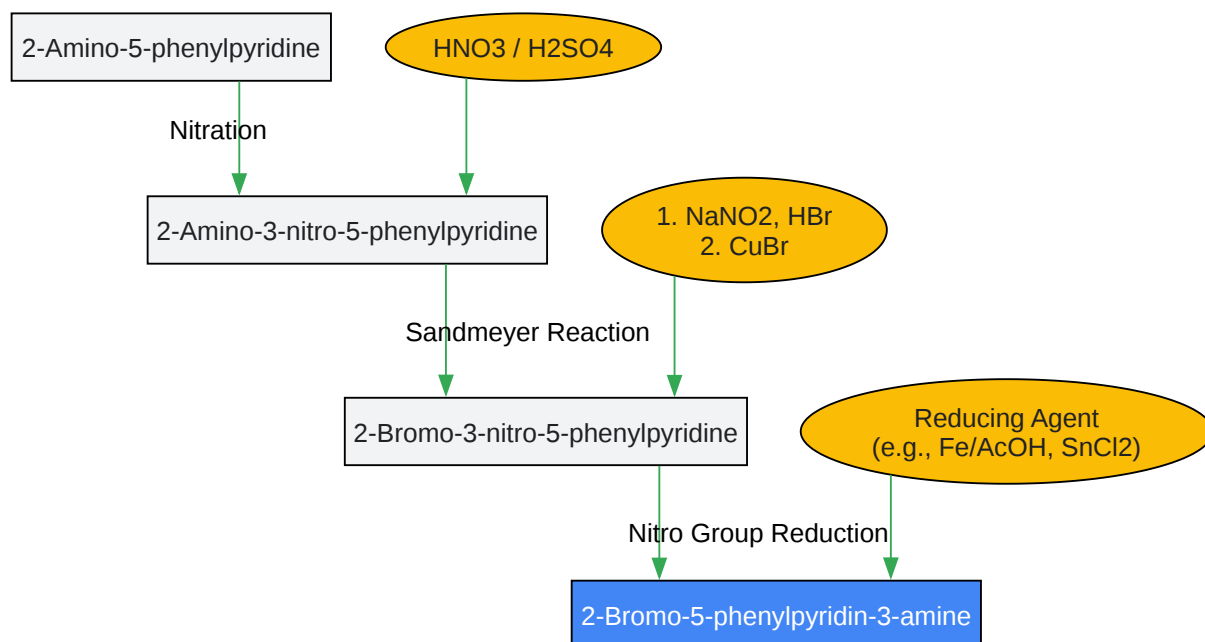 2-Amino-5-phenylpyridine
HNO3 / H2SO4
Nitration
2-Amino-3-nitro-5-phenylpyridine
1. NaNO2, HBr
2. CuBr
Sandmeyer Reaction
2-Bromo-3-nitro-5-phenylpyridine
Reducing Agent
(e.g., Fe/AcOH, SnCl2)
Nitro Group Reduction
2-Bromo-5-phenylpyridin-3-amine